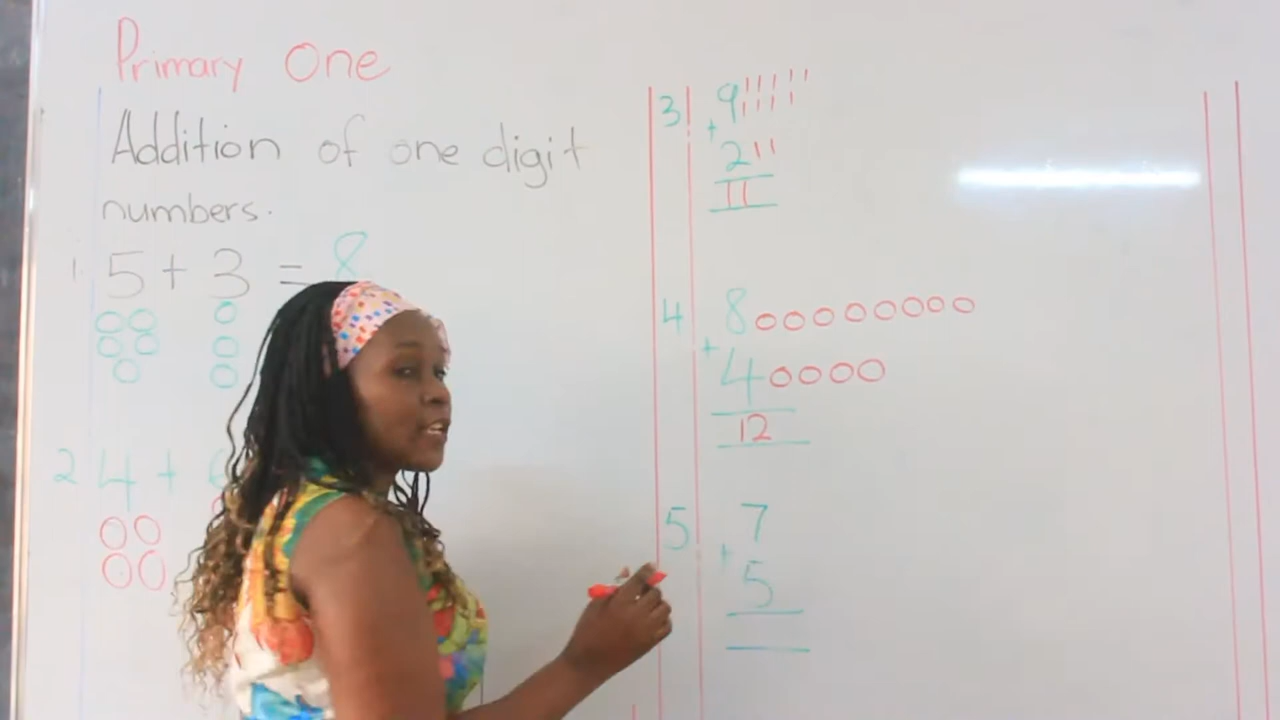 Primary One
Addition of one digit
numbers.
1 5 + 3 = 8
2 4 +
3 9
+
2
11
4 8
+
4
12
5 7
+
5